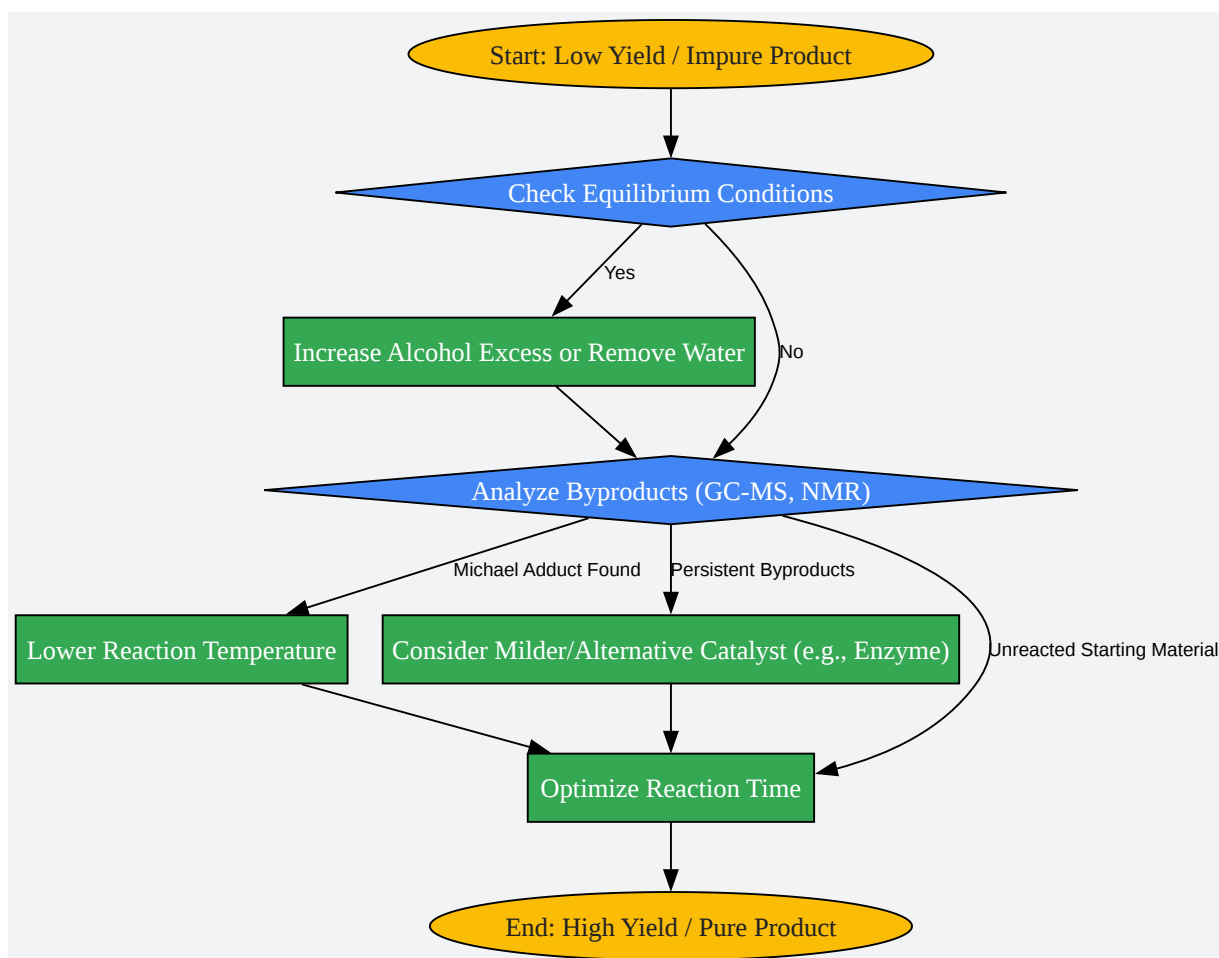 Start: Low Yield / Impure Product
Check Equilibrium Conditions
Yes
Increase Alcohol Excess or Remove Water
No
Analyze Byproducts (GC-MS, NMR)
Michael Adduct Found
Persistent Byproducts
Lower Reaction Temperature
Consider Milder/Alternative Catalyst (e.g., Enzyme)
Unreacted Starting Material
Optimize Reaction Time
End: High Yield / Pure Product